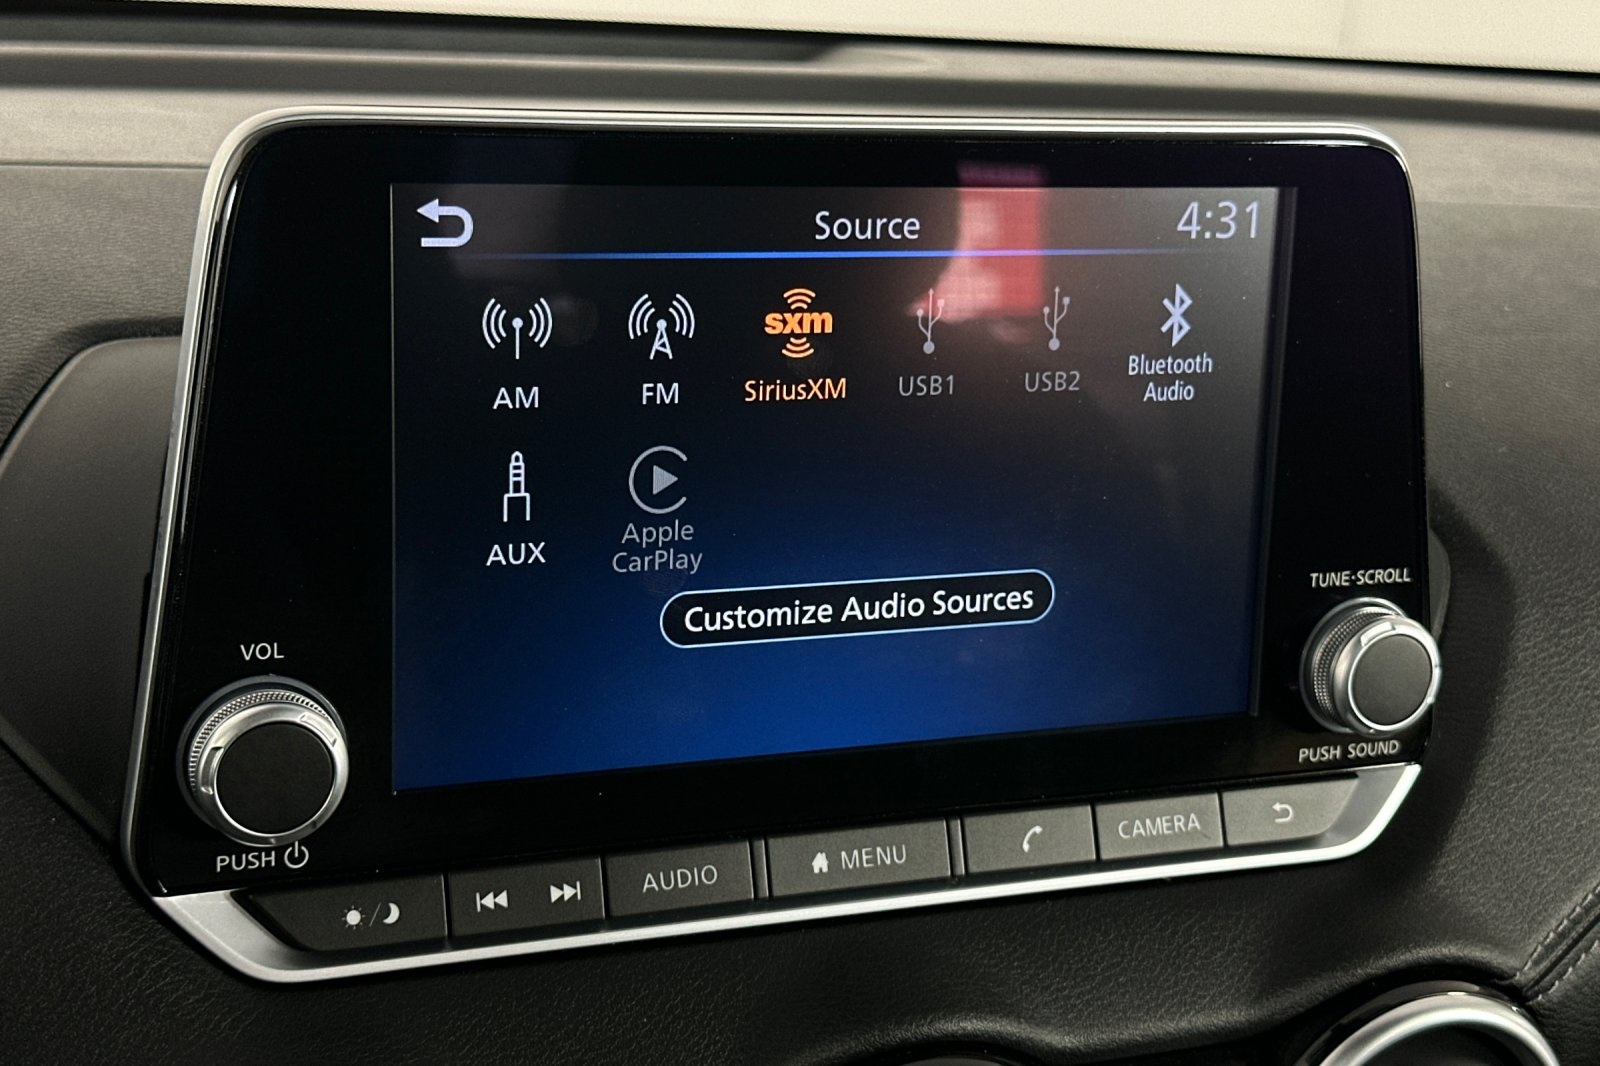 Source
4:31
sxm
AM
FM
SiriusXM
USB1
USB2
Bluetooth
Audio
AUX
Apple
CarPlay
Customize Audio Sources
VOL
PUSH
TUNE·SCROLL
PUSH SOUND
AUDIO
MENU
CAMERA